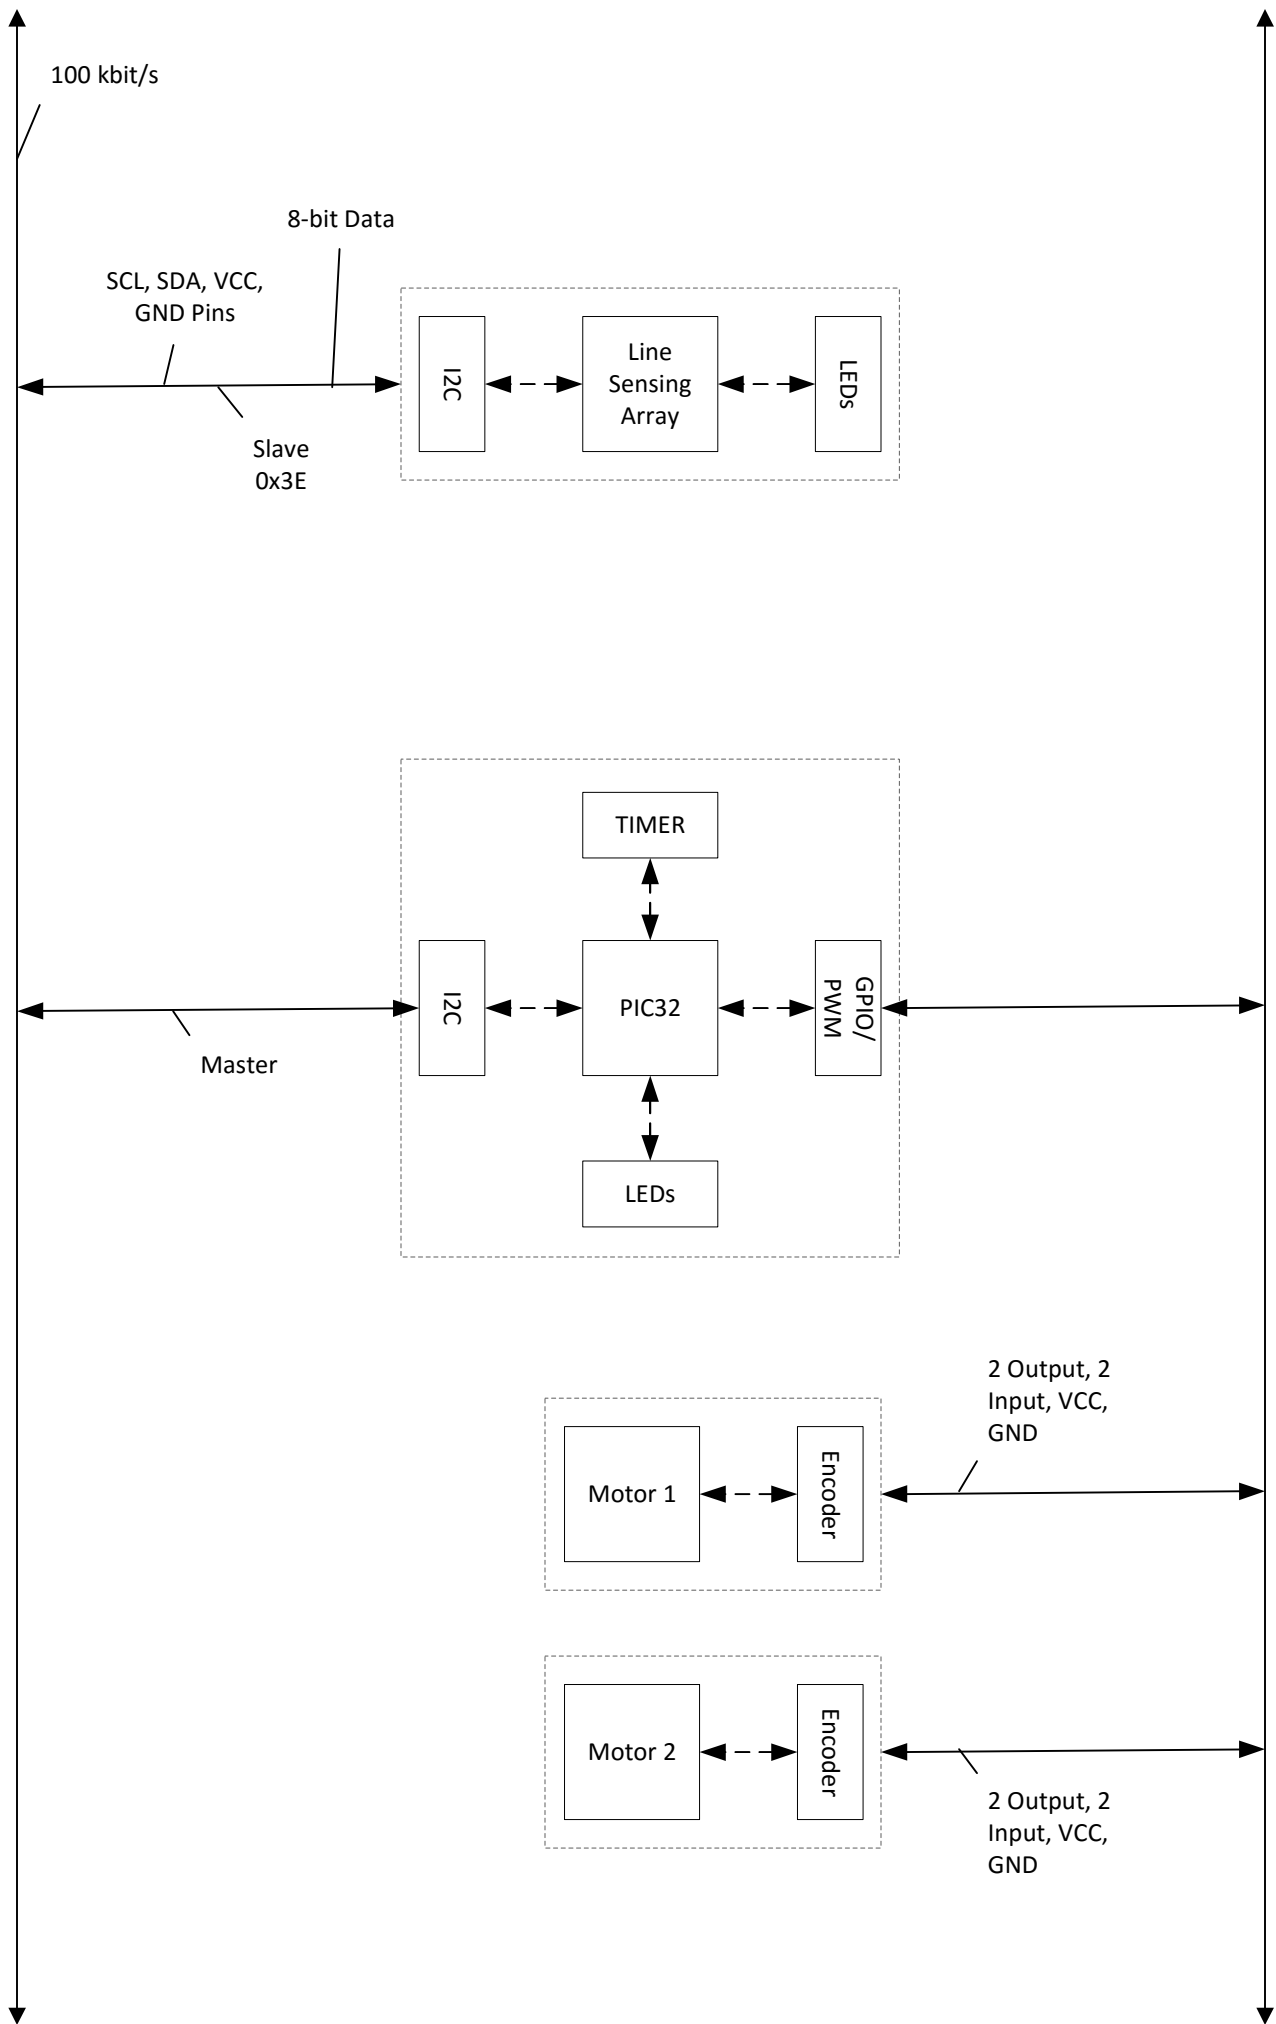 100 kbit/s
8-bit Data
SCL, SDA, VCC,
GND Pins
I2C
Line
Sensing
Array
LEDs
Slave
0x3E
TIMER
I2C
PIC32
GPIO/
PWM
Master
LEDs
2 Output, 2
Input, VCC,
GND
Motor 1
Encoder
Motor 2
Encoder
2 Output, 2
Input, VCC,
GND